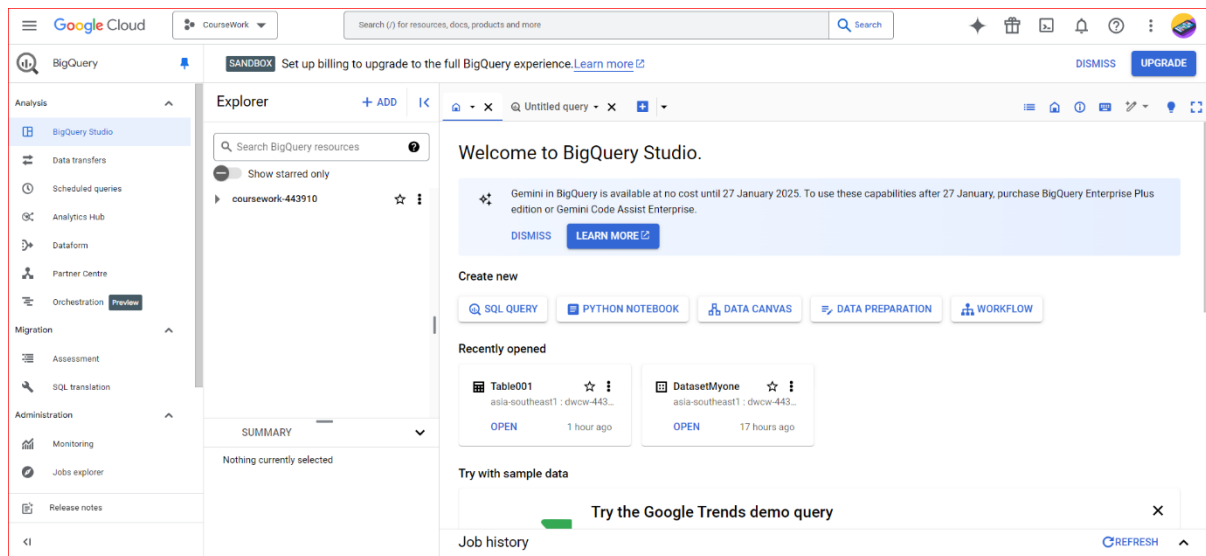 Google Cloud
CourseWork
Search (/) for resources, docs, products and more
Search
BigQuery
SANDBOX Set up billing to upgrade to the full BigQuery experience. Learn more
DISMISS
UPGRADE
Analysis
BigQuery Studio
Data transfers
Scheduled queries
Analytics Hub
Dataform
Partner Centre
Orchestration Preview
Migration
Assessment
SQL translation
Administration
Monitoring
Jobs explorer
Release notes
Explorer
+ ADD
Search BigQuery resources
Show starred only
coursework-443910
SUMMARY
Nothing currently selected
Untitled query
Welcome to BigQuery Studio.
Gemini in BigQuery is available at no cost until 27 January 2025. To use these capabilities after 27 January, purchase BigQuery Enterprise Plus
edition or Gemini Code Assist Enterprise.
DISMISS
LEARN MORE
Create new
SQL QUERY
PYTHON NOTEBOOK
DATA CANVAS
DATA PREPARATION
WORKFLOW
Recently opened
Table001
asia-southeast1 : dwcw-443...
OPEN
1 hour ago
DatasetMyone
asia-southeast1 : dwcw-443...
OPEN
17 hours ago
Try with sample data
Try the Google Trends demo query
Job history
REFRESH